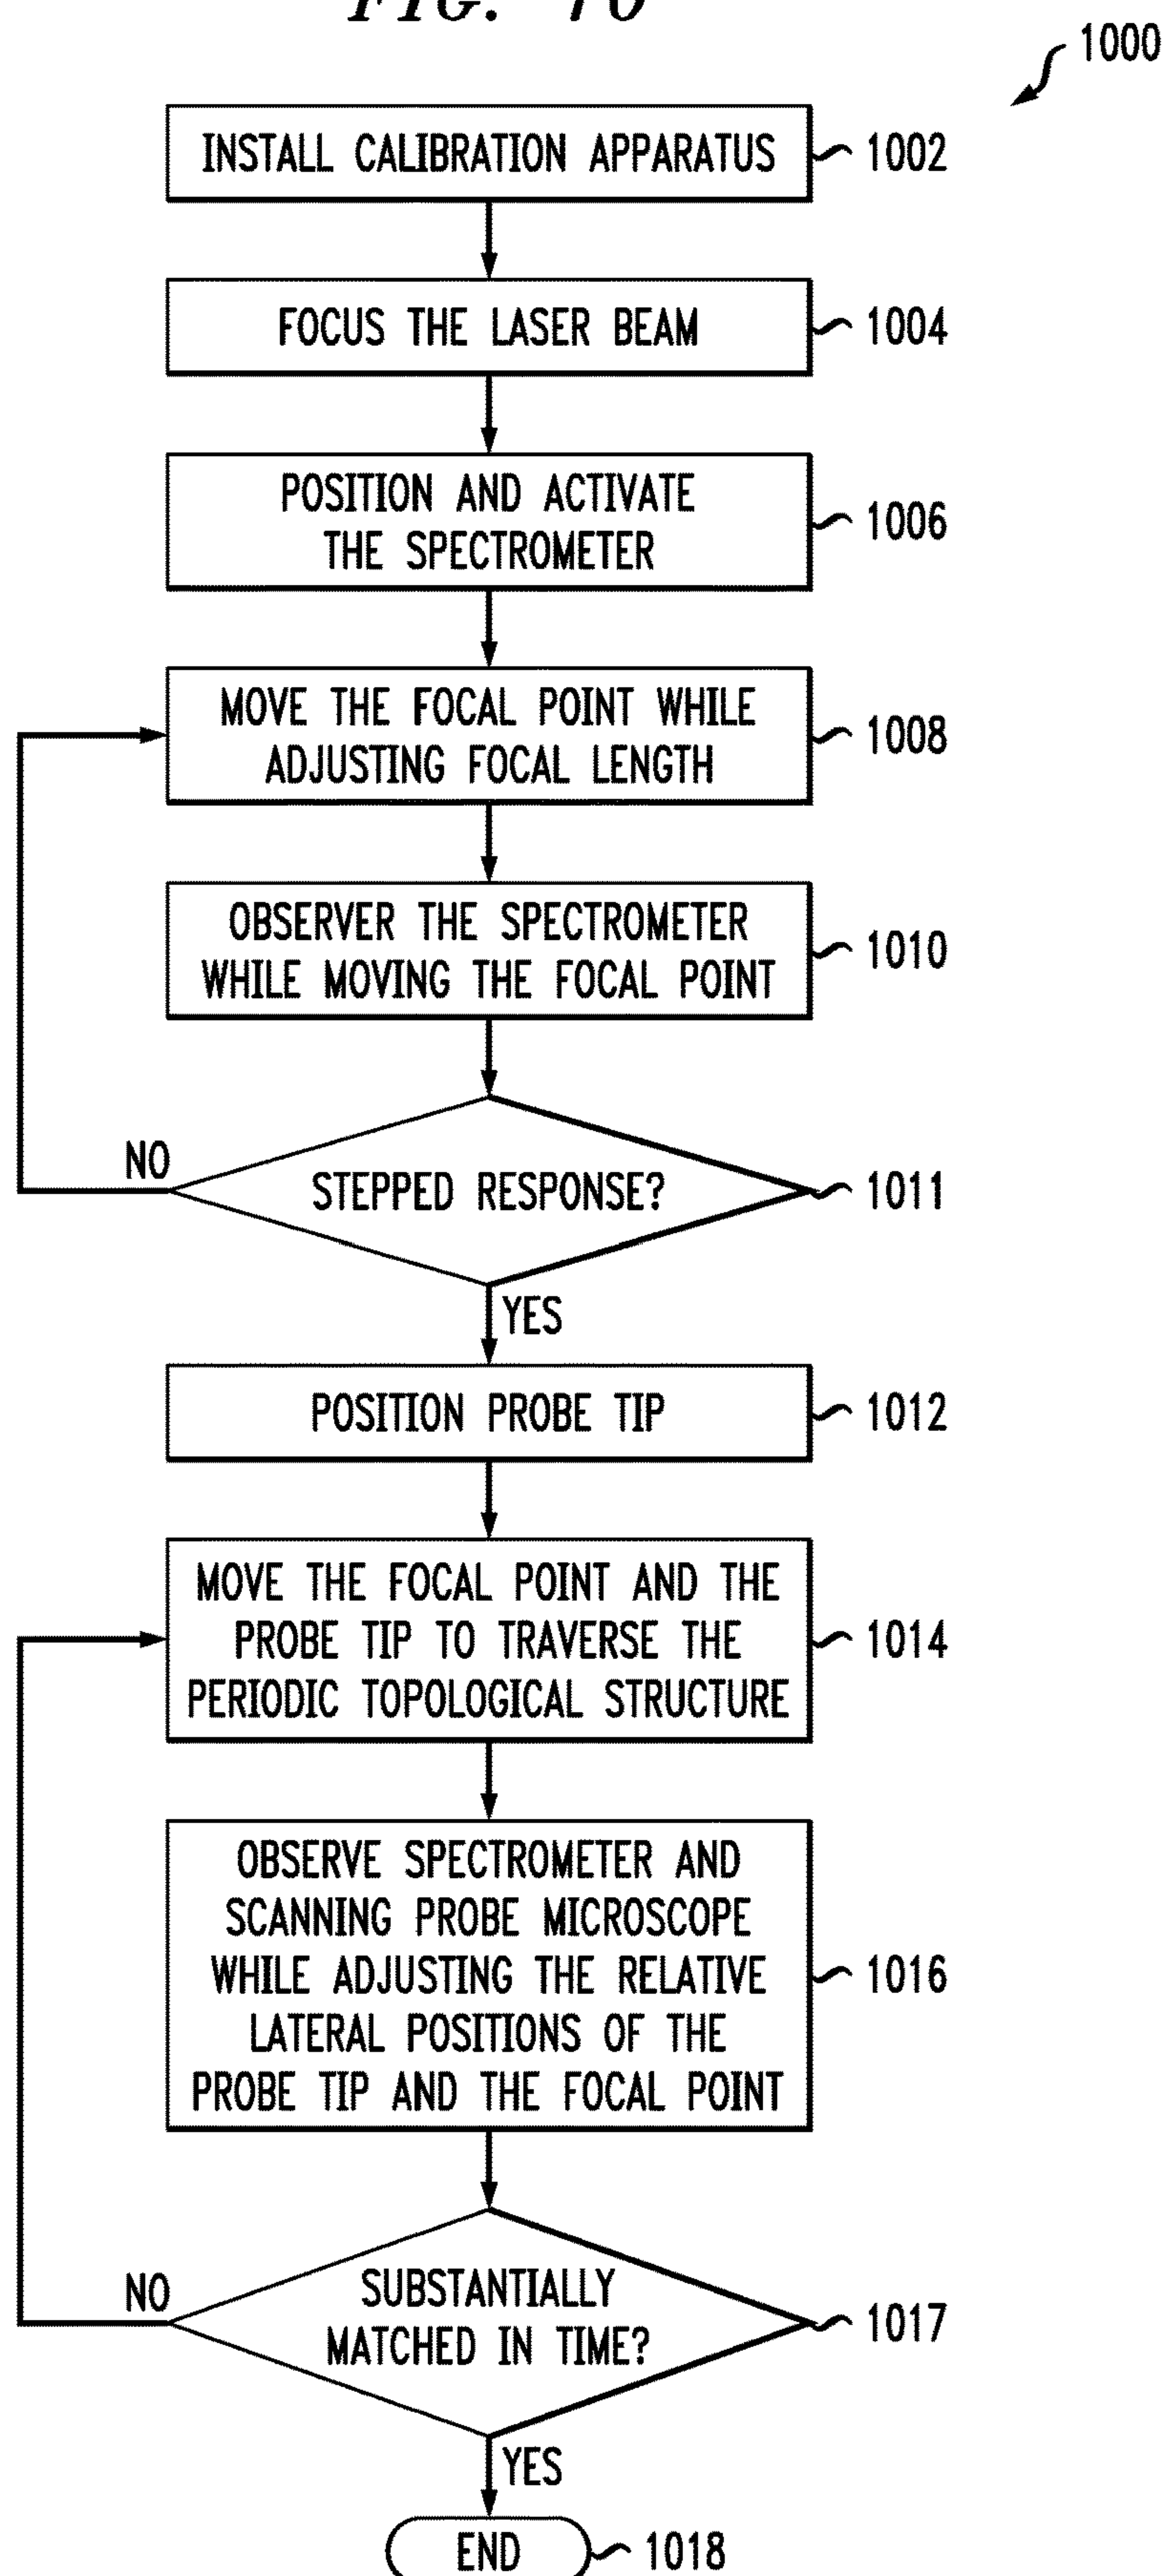 FIG. 10
1000
INSTALL CALIBRATION APPARATUS
1002
FOCUS THE LASER BEAM
1004
POSITION AND ACTIVATE
THE SPECTROMETER
1006
MOVE THE FOCAL POINT WHILE
ADJUSTING FOCAL LENGTH
1008
OBSERVER THE SPECTROMETER
WHILE MOVING THE FOCAL POINT
1010
NO
STEPPED RESPONSE?
1011
YES
POSITION PROBE TIP
1012
MOVE THE FOCAL POINT AND THE
PROBE TIP TO TRAVERSE THE
PERIODIC TOPOLOGICAL STRUCTURE
1014
OBSERVE SPECTROMETER AND
SCANNING PROBE MICROSCOPE
WHILE ADJUSTING THE RELATIVE
LATERAL POSITIONS OF THE
PROBE TIP AND THE FOCAL POINT
1016
NO
SUBSTANTIALLY
MATCHED IN TIME?
1017
YES
END
1018